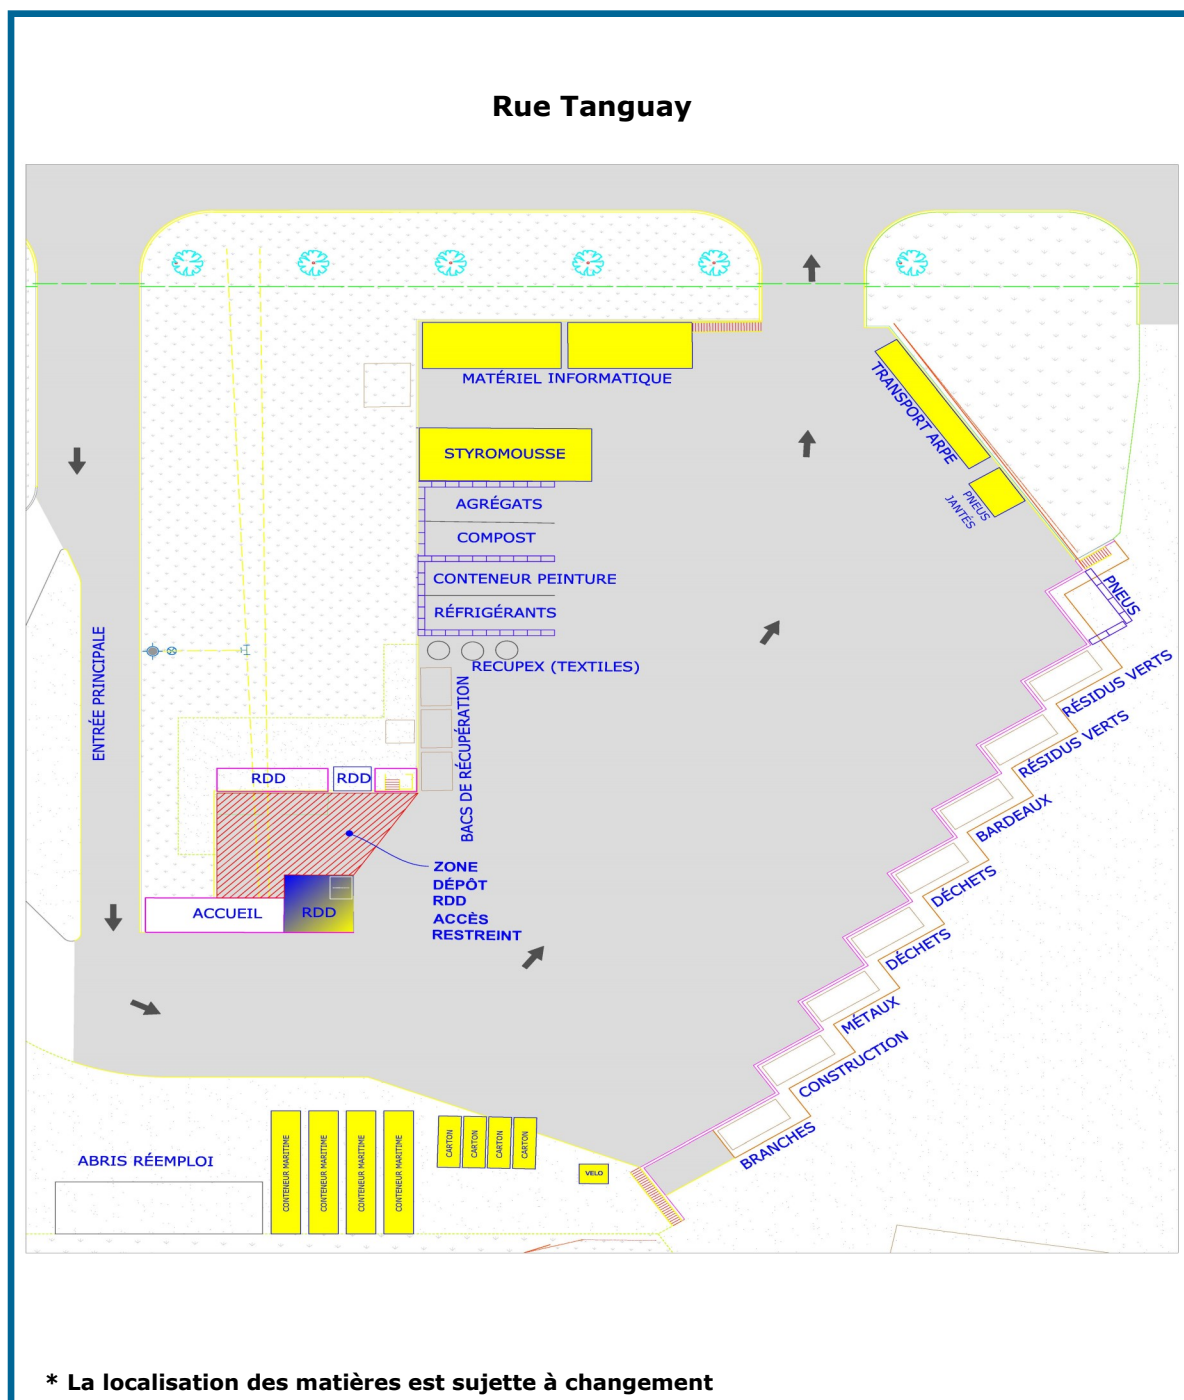 Rue Tanguay
MATÉRIEL INFORMATIQUE
TRANSPORT ARPE
STYROMOUSSE
PNEUS
JANTÉS
AGRÉGATS
COMPOST
CONTENEUR PEINTURE
PNEUS
RÉFRIGÉRANTS
RECUPEX (TEXTILES)
ENTRÉE PRINCIPALE
BACS DE RÉCUPÉRATION
RÉSIDUS VERTS
RÉSIDUS VERTS
RDD
RDD
BARDEAUX
ZONE
DÉPÔT
RDD
ACCÈS
RESTREINT
DÉCHETS
ACCUEIL
RDD
DÉCHETS
MÉTAUX
CONSTRUCTION
BRANCHES
ABRIS RÉEMPLOI
CONTENEUR MARITIME
CONTENEUR MARITIME
CONTENEUR MARITIME
CONTENEUR MARITIME
CARTON
CARTON
CARTON
CARTON
VELO
* La localisation des matières est sujette à changement